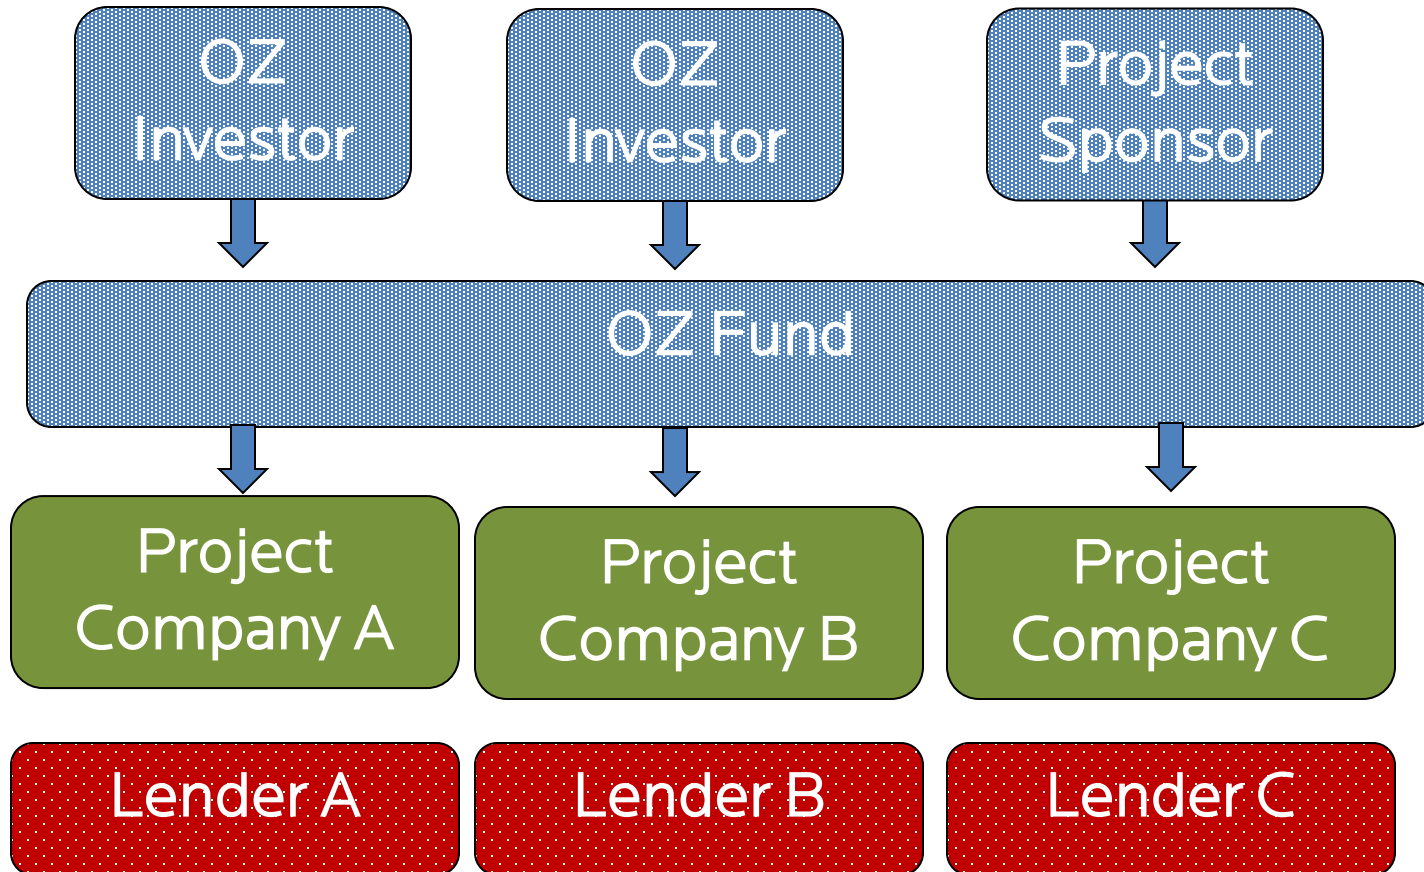 OZ
Investor
OZ
Investor
Project
Sponsor
OZ Fund
Project
Company A
Project
Company B
Project
Company C
Lender A
Lender B
Lender C